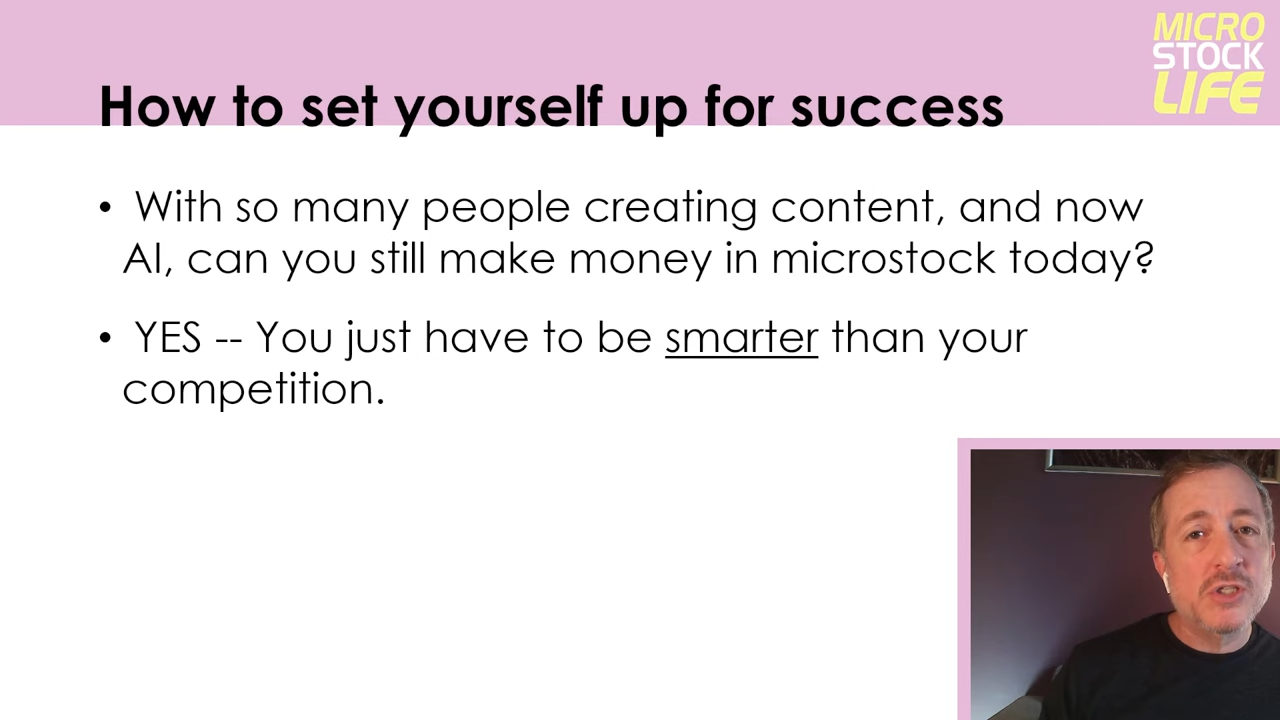 MICRO
STOCK
LIFE
How to set yourself up for success
• With so many people creating content, and now
AI, can you still make money in microstock today?
• YES -- You just have to be smarter than your
competition.